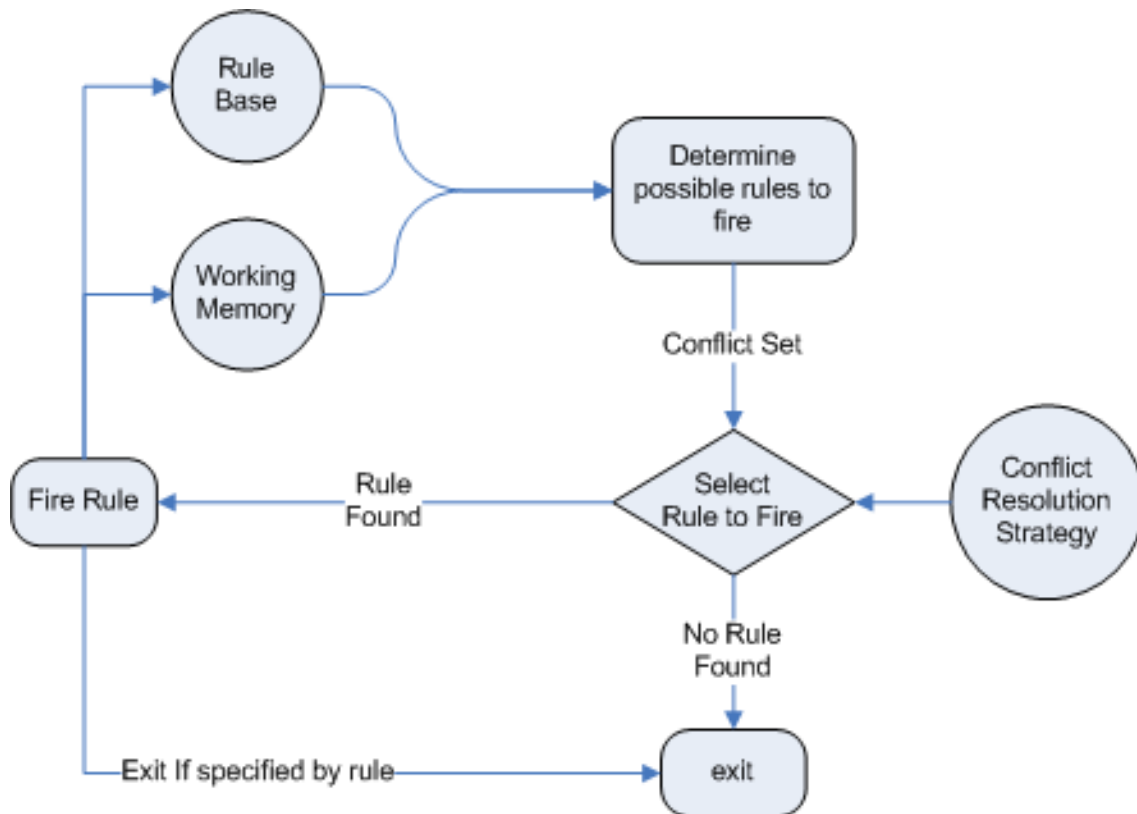 Rule
Base
Determine
possible rules to
fire
Working
Memory
Conflict Set
Fire Rule
Rule
Found
Select
Rule to Fire
Conflict
Resolution
Strategy
No Rule
Found
Exit If specified by rule
exit